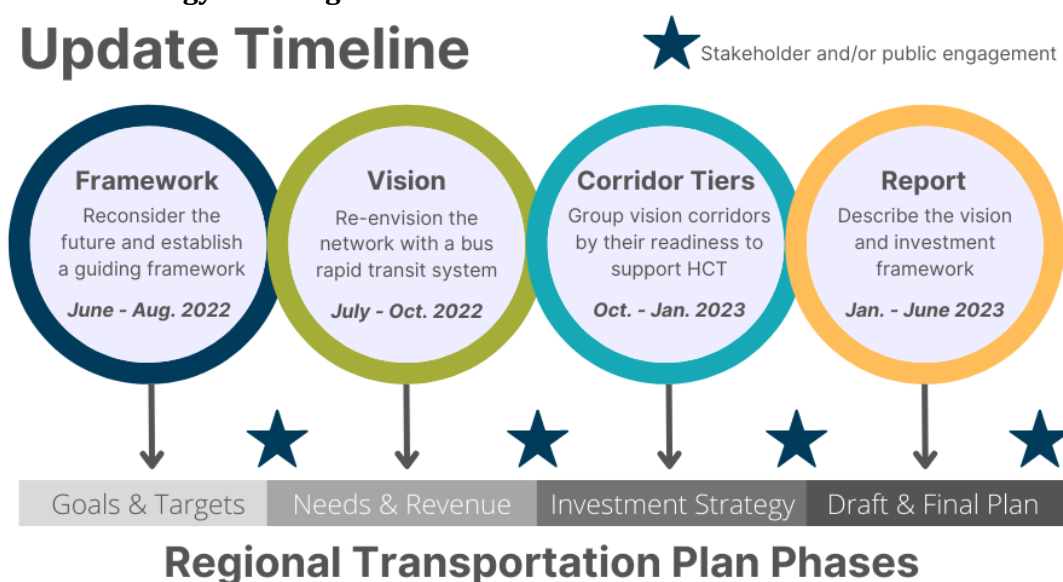 Update Timeline
Stakeholder and/or public engagement
Framework
Reconsider the
future and establish
a guiding framework
June - Aug. 2022
Vision
Re-envision the
network with a bus
rapid transit system
July - Oct. 2022
Corridor Tiers
Group vision corridors
by their readiness to
support HCT
Oct. - Jan. 2023
Report
Describe the vision
and investment
framework
Jan. - June 2023
Goals & Targets
Needs & Revenue
Investment Strategy
Draft & Final Plan
Regional Transportation Plan Phases